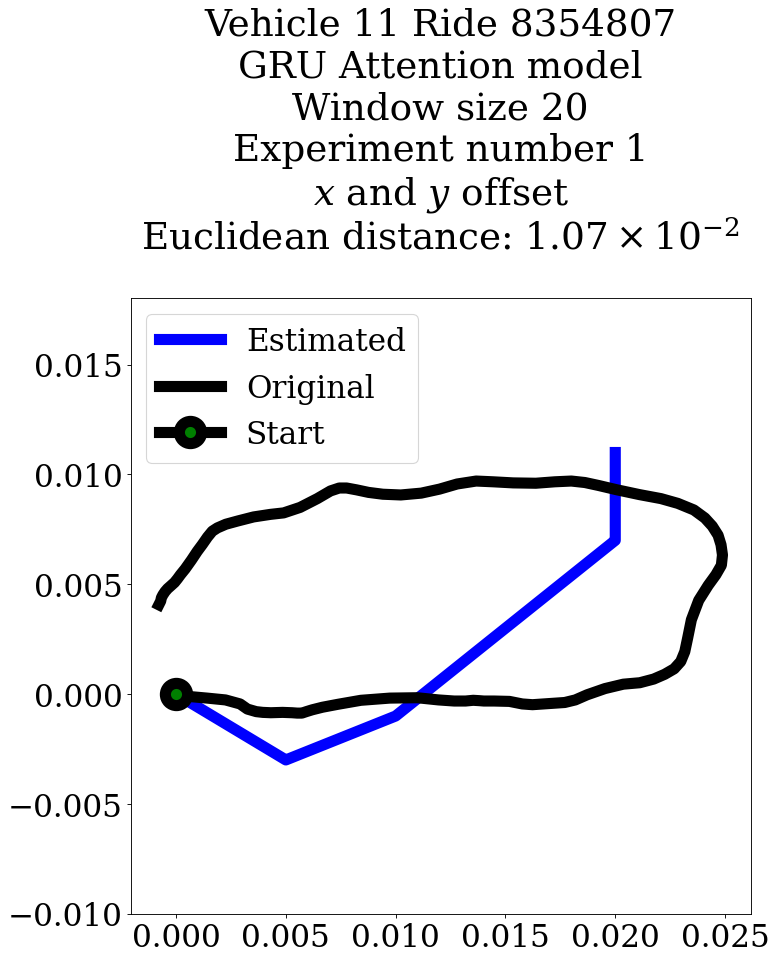 Vehicle 11 Ride 8354807
GRU Attention model
Window size 20
Experiment number 1
x and y offset
Euclidean distance: 1.07 × 10⁻²
Estimated
Original
Start
0.015
0.010
0.005
0.000
−0.005
−0.010
0.000 0.005 0.010 0.015 0.020 0.025